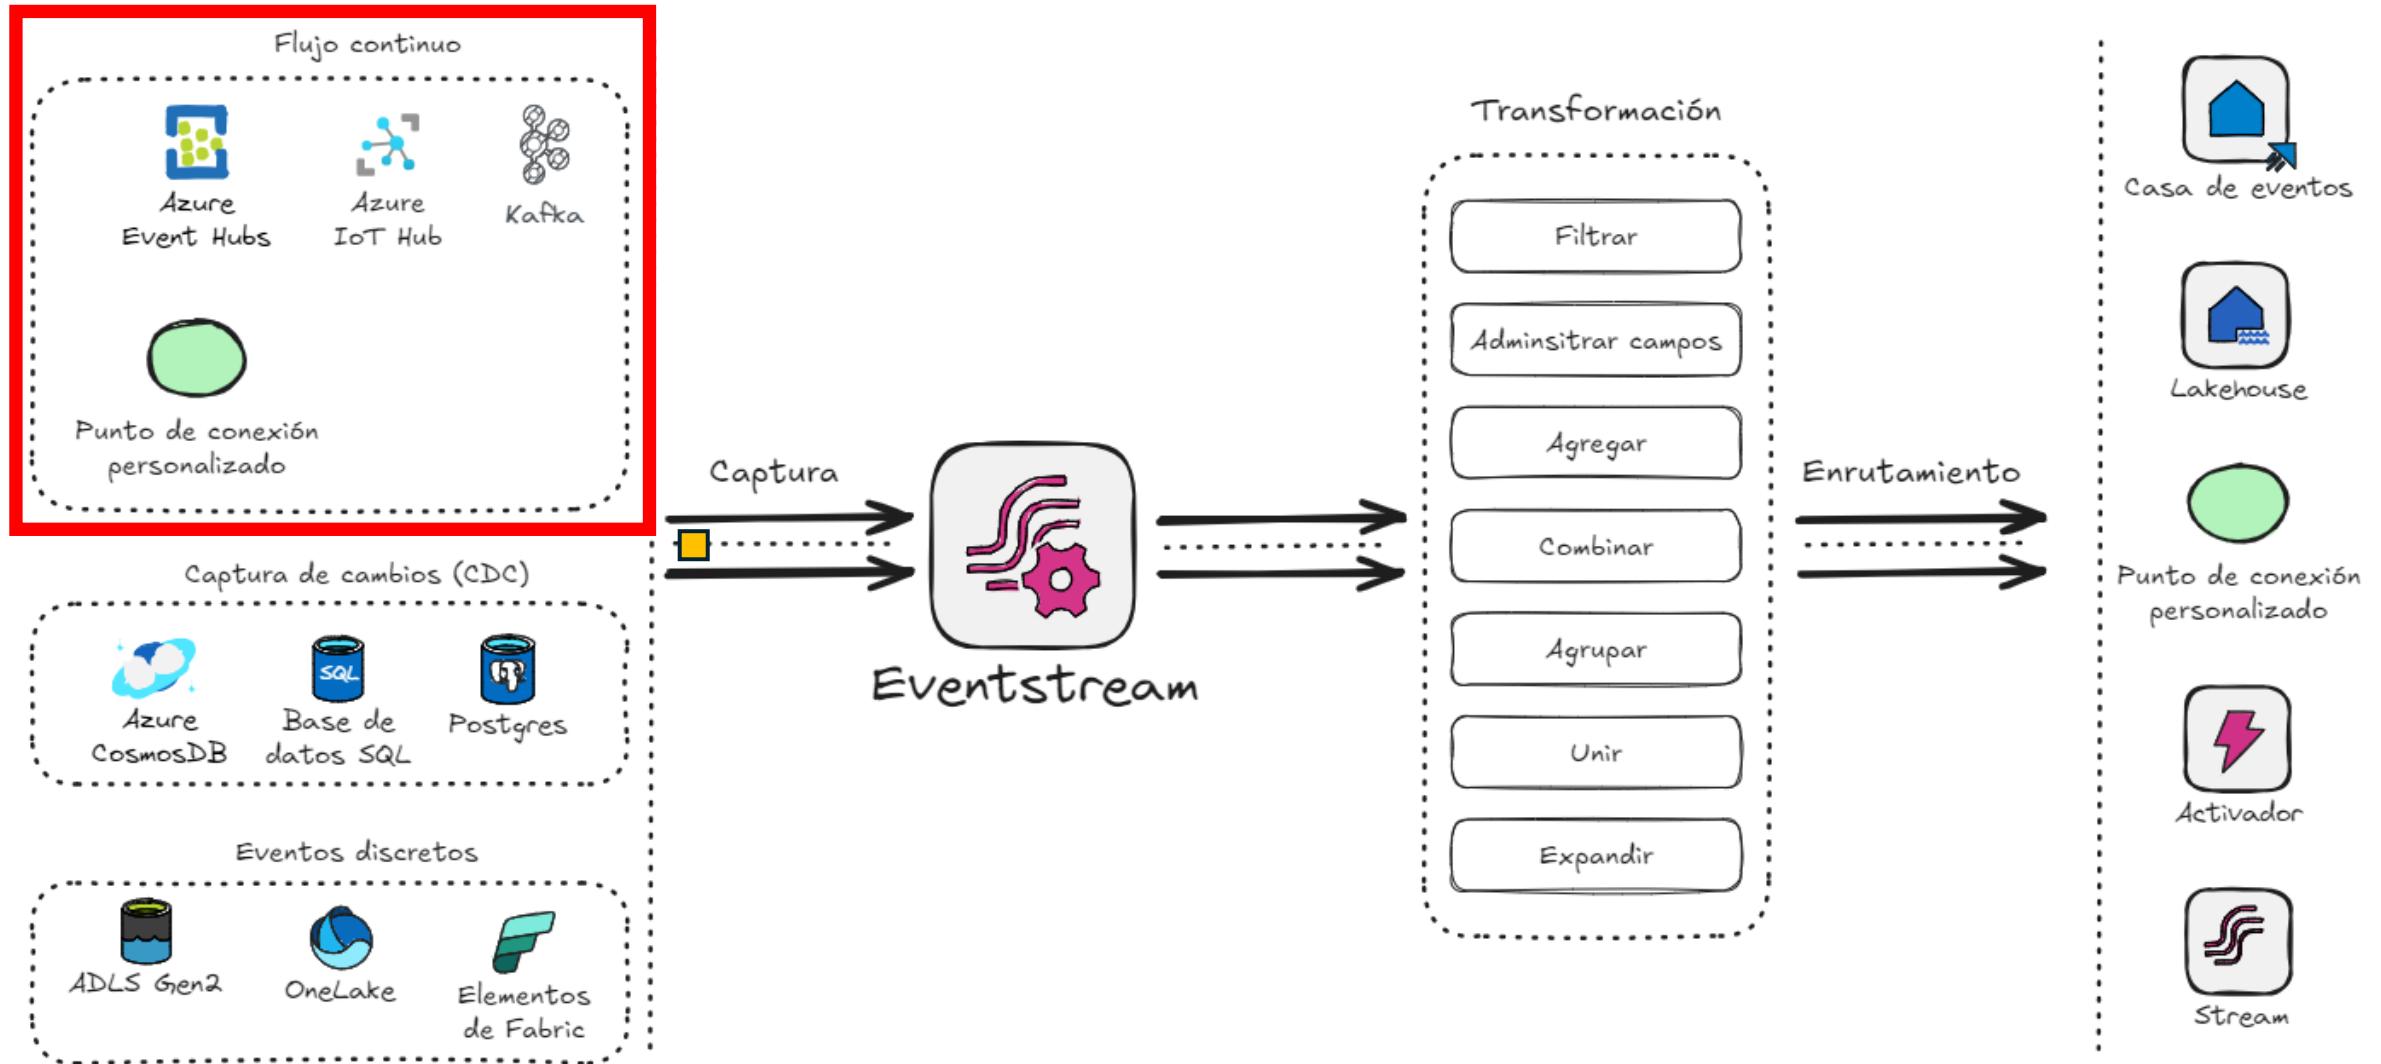 Flujo continuo
Azure
Event Hubs
Azure
IoT Hub
Kafka
Punto de conexión
personalizado
Captura de cambios (CDC)
Azure
CosmosDB
SQL
Base de
datos SQL
Postgres
Eventos discretos
ADLS Gen2
OneLake
Elementos
de Fabric
Captura
Eventstream
Transformación
Filtrar
Adminsitrar campos
Agregar
Combinar
Agrupar
Unir
Expandir
Enrutamiento
Casa de eventos
Lakehouse
Punto de conexión
personalizado
Activador
Stream